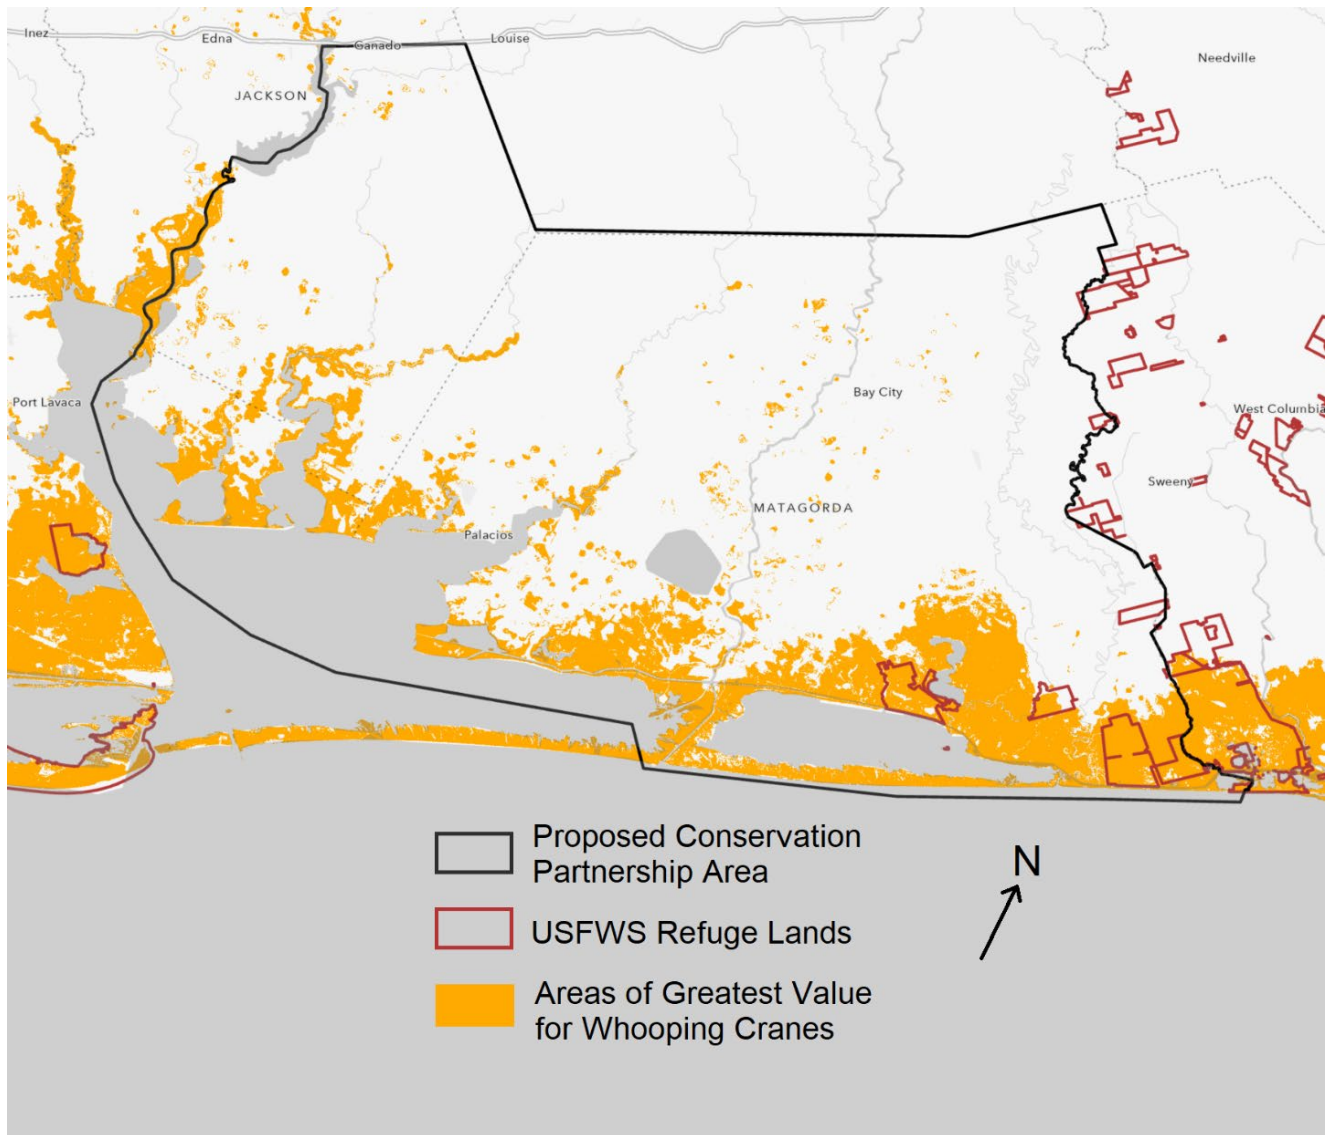 Inez
Edna
Ganado
Louise
Needville
JACKSON
Port Lavaca
Bay City
West Columbia
Sweeny
MATAGORDA
Palacios
N
Proposed Conservation
Partnership Area
USFWS Refuge Lands
Areas of Greatest Value
for Whooping Cranes